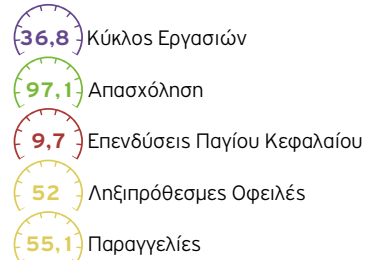 36,8 Κύκλος Εργασιών
97,1 Απασχόληση
9,7 Επενδύσεις Παγίου Κεφαλαίου
52 Ληξιπρόθεσμες Οφειλές
55,1 Παραγγελίες